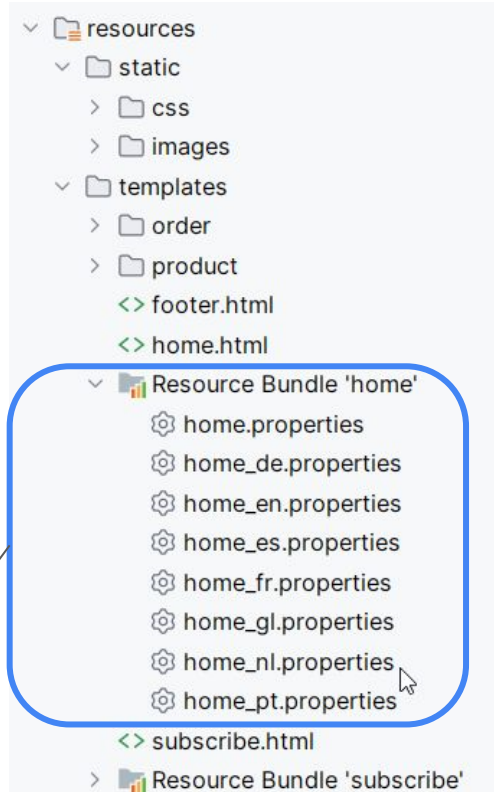 resources
static
css
images
templates
order
product
footer.html
home.html
Resource Bundle 'home'
home.properties
home_de.properties
home_en.properties
home_es.properties
home_fr.properties
home_gl.properties
home_nl.properties
home_pt.properties
subscribe.html
Resource Bundle 'subscribe'